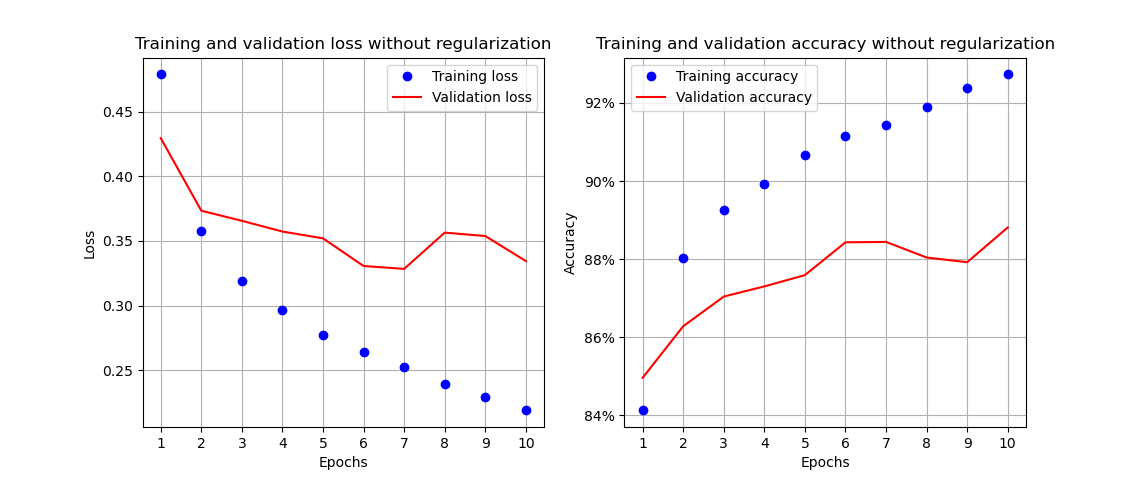 Training and validation loss without regularization
Training loss
Validation loss
0.45
0.40
0.35
0.30
0.25
Loss
1 2 3 4 5 6 7 8 9 10
Epochs
Training and validation accuracy without regularization
Training accuracy
Validation accuracy
92%
90%
88%
86%
84%
Accuracy
1 2 3 4 5 6 7 8 9 10
Epochs